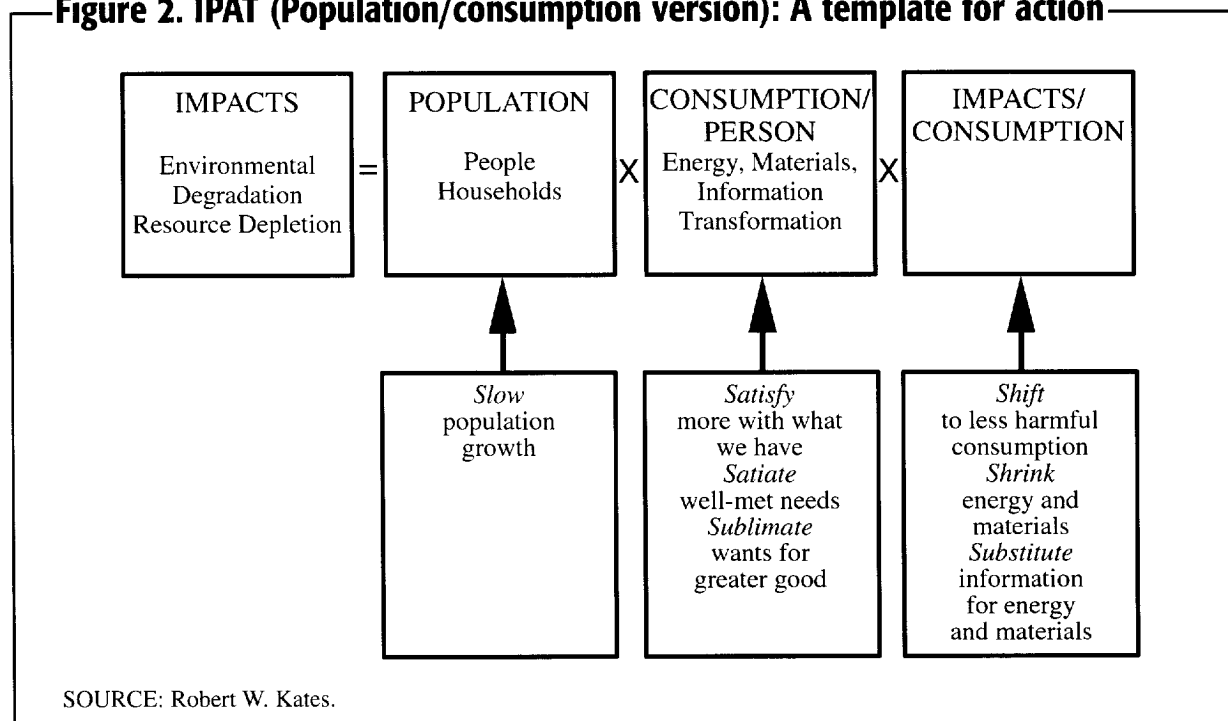 Figure 2. IPAT (Population/consumption version): A template for action
IMPACTS
Environmental
Degradation
Resource Depletion
=
POPULATION
People
Households
X
CONSUMPTION/
PERSON
Energy, Materials,
Information
Transformation
X
IMPACTS/
CONSUMPTION
Slow
population
growth
Satisfy
more with what
we have
Satiate
well-met needs
Sublimate
wants for
greater good
Shift
to less harmful
consumption
Shrink
energy and
materials
Substitute
information
for energy
and materials
SOURCE: Robert W. Kates.